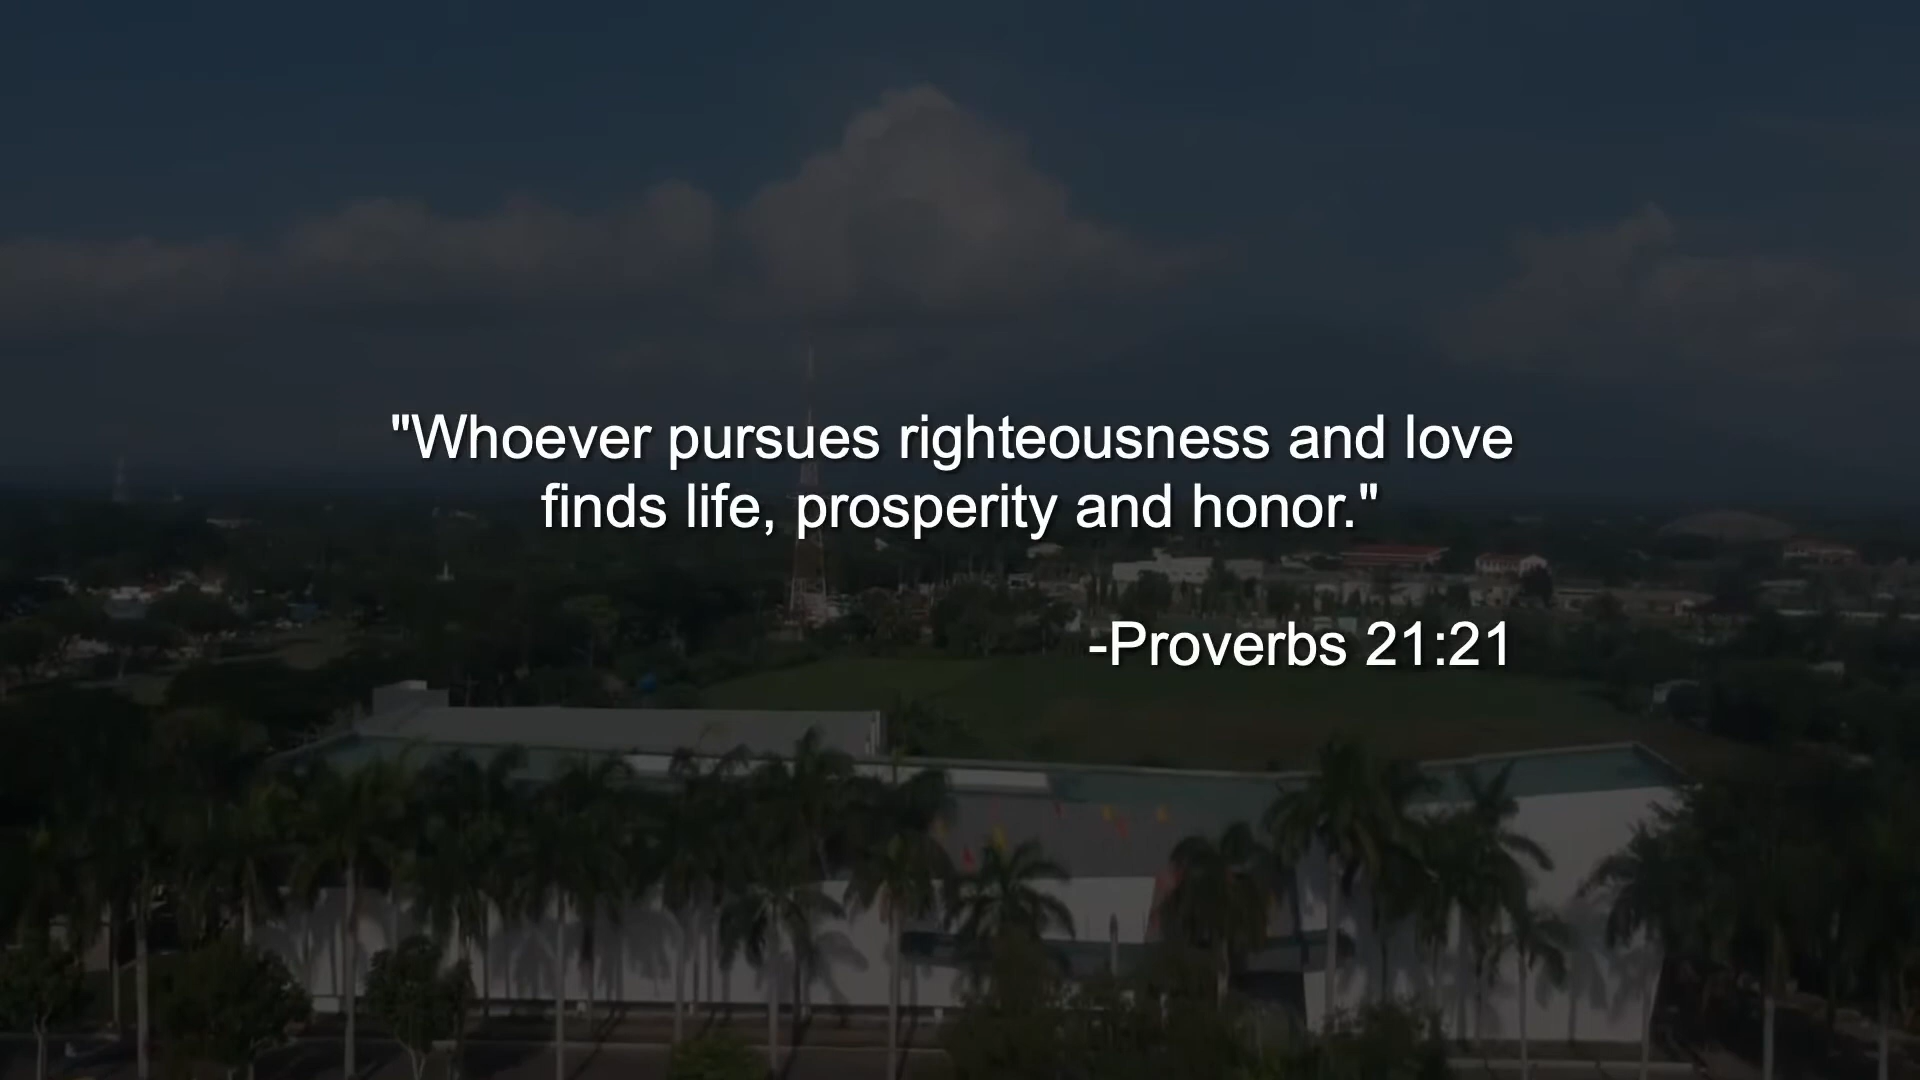 "Whoever pursues righteousness and love
finds life, prosperity and honor."
-Proverbs 21:21